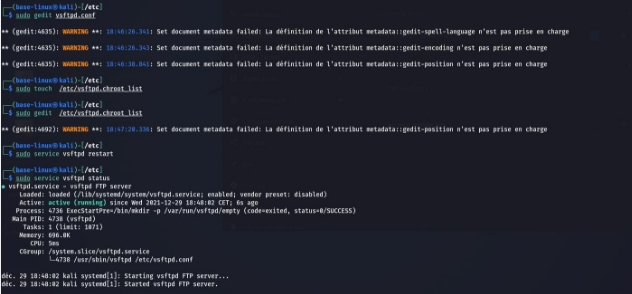 (base-linux㉿kali)-[/etc]
$ sudo gedit vsftpd.conf
** (gedit:4635): WARNING **: 18:46:26.341: Set document metadata failed: La définition de l'attribut metadata::gedit-spell-language n'est pas prise en charge
** (gedit:4635): WARNING **: 18:46:26.343: Set document metadata failed: La définition de l'attribut metadata::gedit-encoding n'est pas prise en charge
** (gedit:4635): WARNING **: 18:46:38.041: Set document metadata failed: La définition de l'attribut metadata::gedit-position n'est pas prise en charge
(base-linux㉿kali)-[/etc]
$ sudo touch /etc/vsftpd.chroot_list
(base-linux㉿kali)-[/etc]
$ sudo gedit /etc/vsftpd.chroot_list
** (gedit:4692): WARNING **: 18:47:20.336: Set document metadata failed: La définition de l'attribut metadata::gedit-position n'est pas prise en charge
(base-linux㉿kali)-[/etc]
$ sudo service vsftpd restart
(base-linux㉿kali)-[/etc]
$ sudo service vsftpd status
● vsftpd.service - vsftpd FTP server
Loaded: loaded (/lib/systemd/system/vsftpd.service; enabled; vendor preset: disabled)
Active: active (running) since Wed 2021-12-29 18:48:02 CET; 6s ago
Process: 4736 ExecStartPre=/bin/mkdir -p /var/run/vsftpd/empty (code=exited, status=0/SUCCESS)
Main PID: 4738 (vsftpd)
Tasks: 1 (limit: 1071)
Memory: 696.0K
CPU: 5ms
CGroup: /system.slice/vsftpd.service
└─4738 /usr/sbin/vsftpd /etc/vsftpd.conf
déc. 29 18:48:02 kali systemd[1]: Starting vsftpd FTP server...
déc. 29 18:48:02 kali systemd[1]: Started vsftpd FTP server.